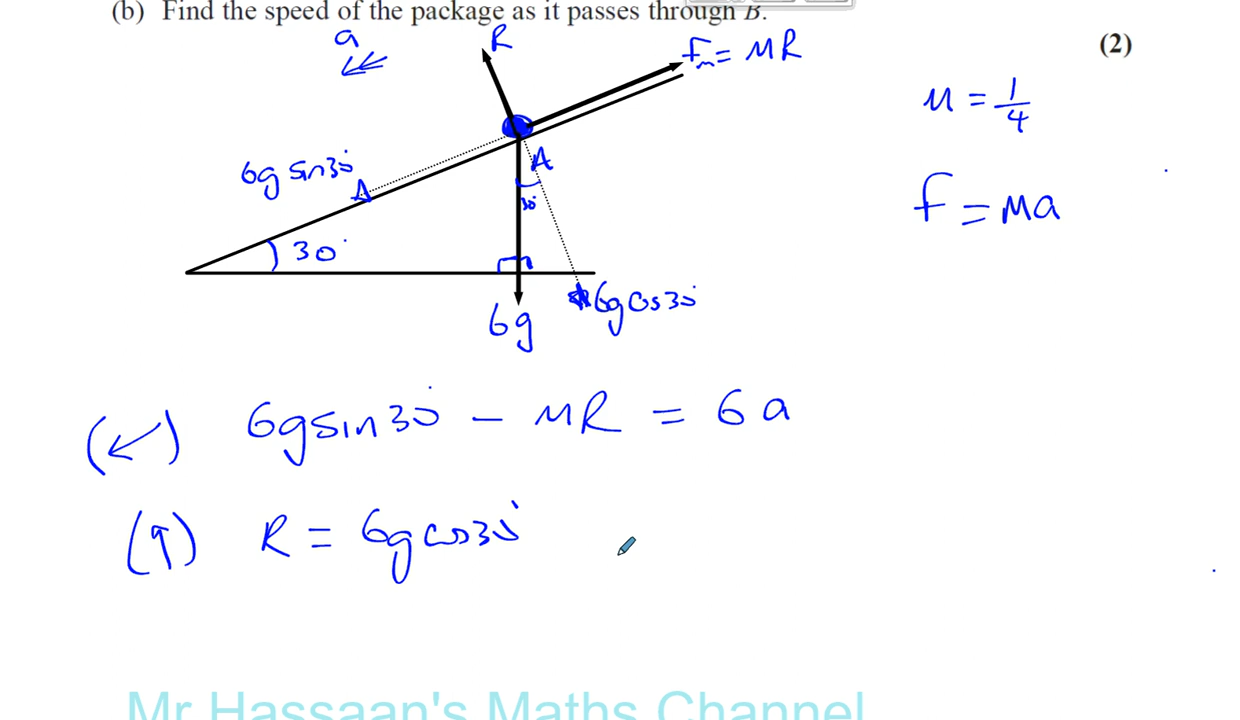 (b) Find the speed of the package as it passes through B.
(2)
a
R
Fₘ = μR
μ = 1/4
F = ma
6g sin30°
A
30°
30°
6g cos30°
6g
(↙) 6g sin30° − μR = 6a
(↑) R = 6g cos30°
Mr Hassaan's Maths Channel